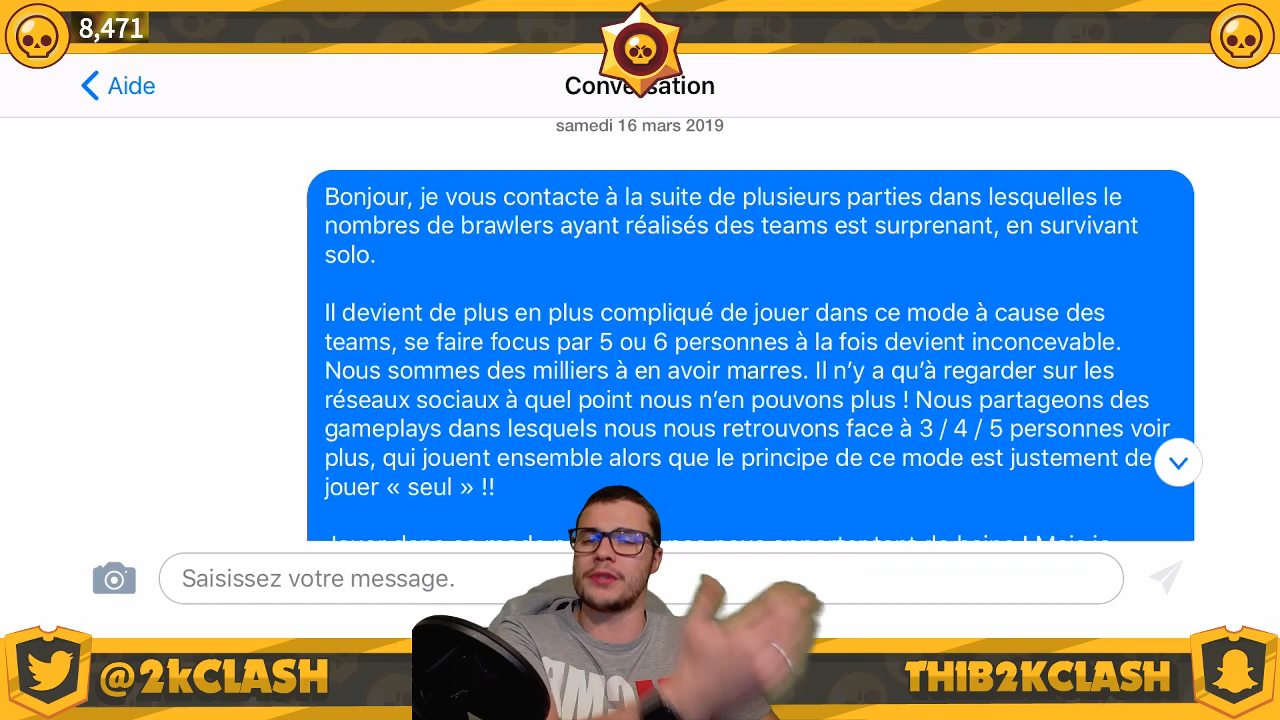 8,471
Aide
Conversation
samedi 16 mars 2019
Bonjour, je vous contacte à la suite de plusieurs parties dans lesquelles le
nombres de brawlers ayant réalisés des teams est surprenant, en survivant
solo.
Il devient de plus en plus compliqué de jouer dans ce mode à cause des
teams, se faire focus par 5 ou 6 personnes à la fois devient inconcevable.
Nous sommes des milliers à en avoir marres. Il n’y a qu’à regarder sur les
réseaux sociaux à quel point nous n’en pouvons plus ! Nous partageons des
gameplays dans lesquels nous nous retrouvons face à 3 / 4 / 5 personnes voir
plus, qui jouent ensemble alors que le principe de ce mode est justement de
jouer « seul » !!
Saisissez votre message.
@2kCLASH
TH1B2KCLASH